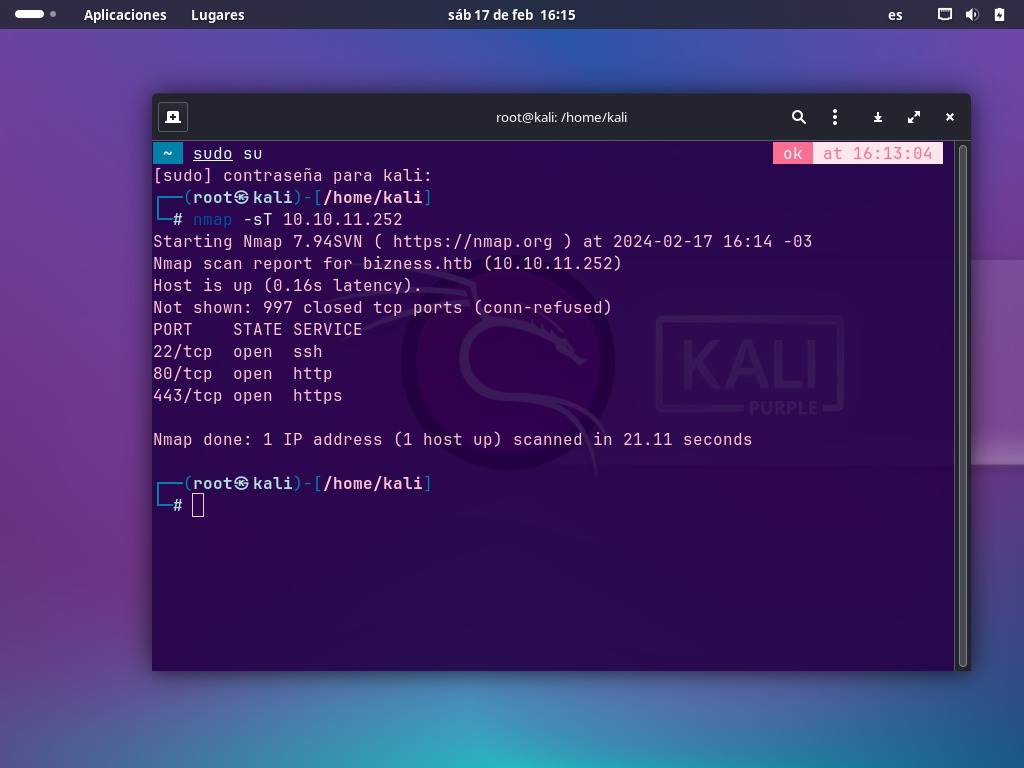 Aplicaciones Lugares sáb 17 de feb 16:15 es
root@kali: /home/kali
~ sudo su ok at 16:13:04
[sudo] contraseña para kali:
┌──(root㉿kali)-[/home/kali]
└─# nmap -sT 10.10.11.252
Starting Nmap 7.94SVN ( https://nmap.org ) at 2024-02-17 16:14 -03
Nmap scan report for bizness.htb (10.10.11.252)
Host is up (0.16s latency).
Not shown: 997 closed tcp ports (conn-refused)
PORT    STATE SERVICE
22/tcp  open  ssh
80/tcp  open  http
443/tcp open  https
KALI
PURPLE
Nmap done: 1 IP address (1 host up) scanned in 21.11 seconds
┌──(root㉿kali)-[/home/kali]
└─#